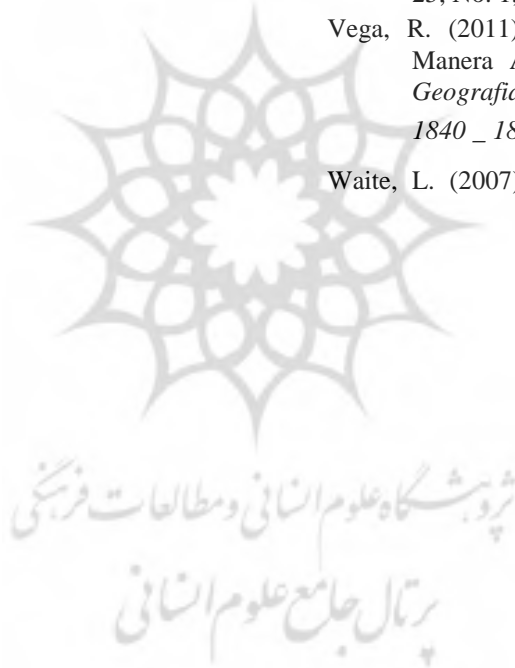 25, No. 1,
Vega, R. (2011)
Manera A
Geografic
1840 _ 18
Waite, L. (2007)
پژوهشگاه علوم انسانی و مطالعات فرهنگی
پرتال جامع علوم انسانی